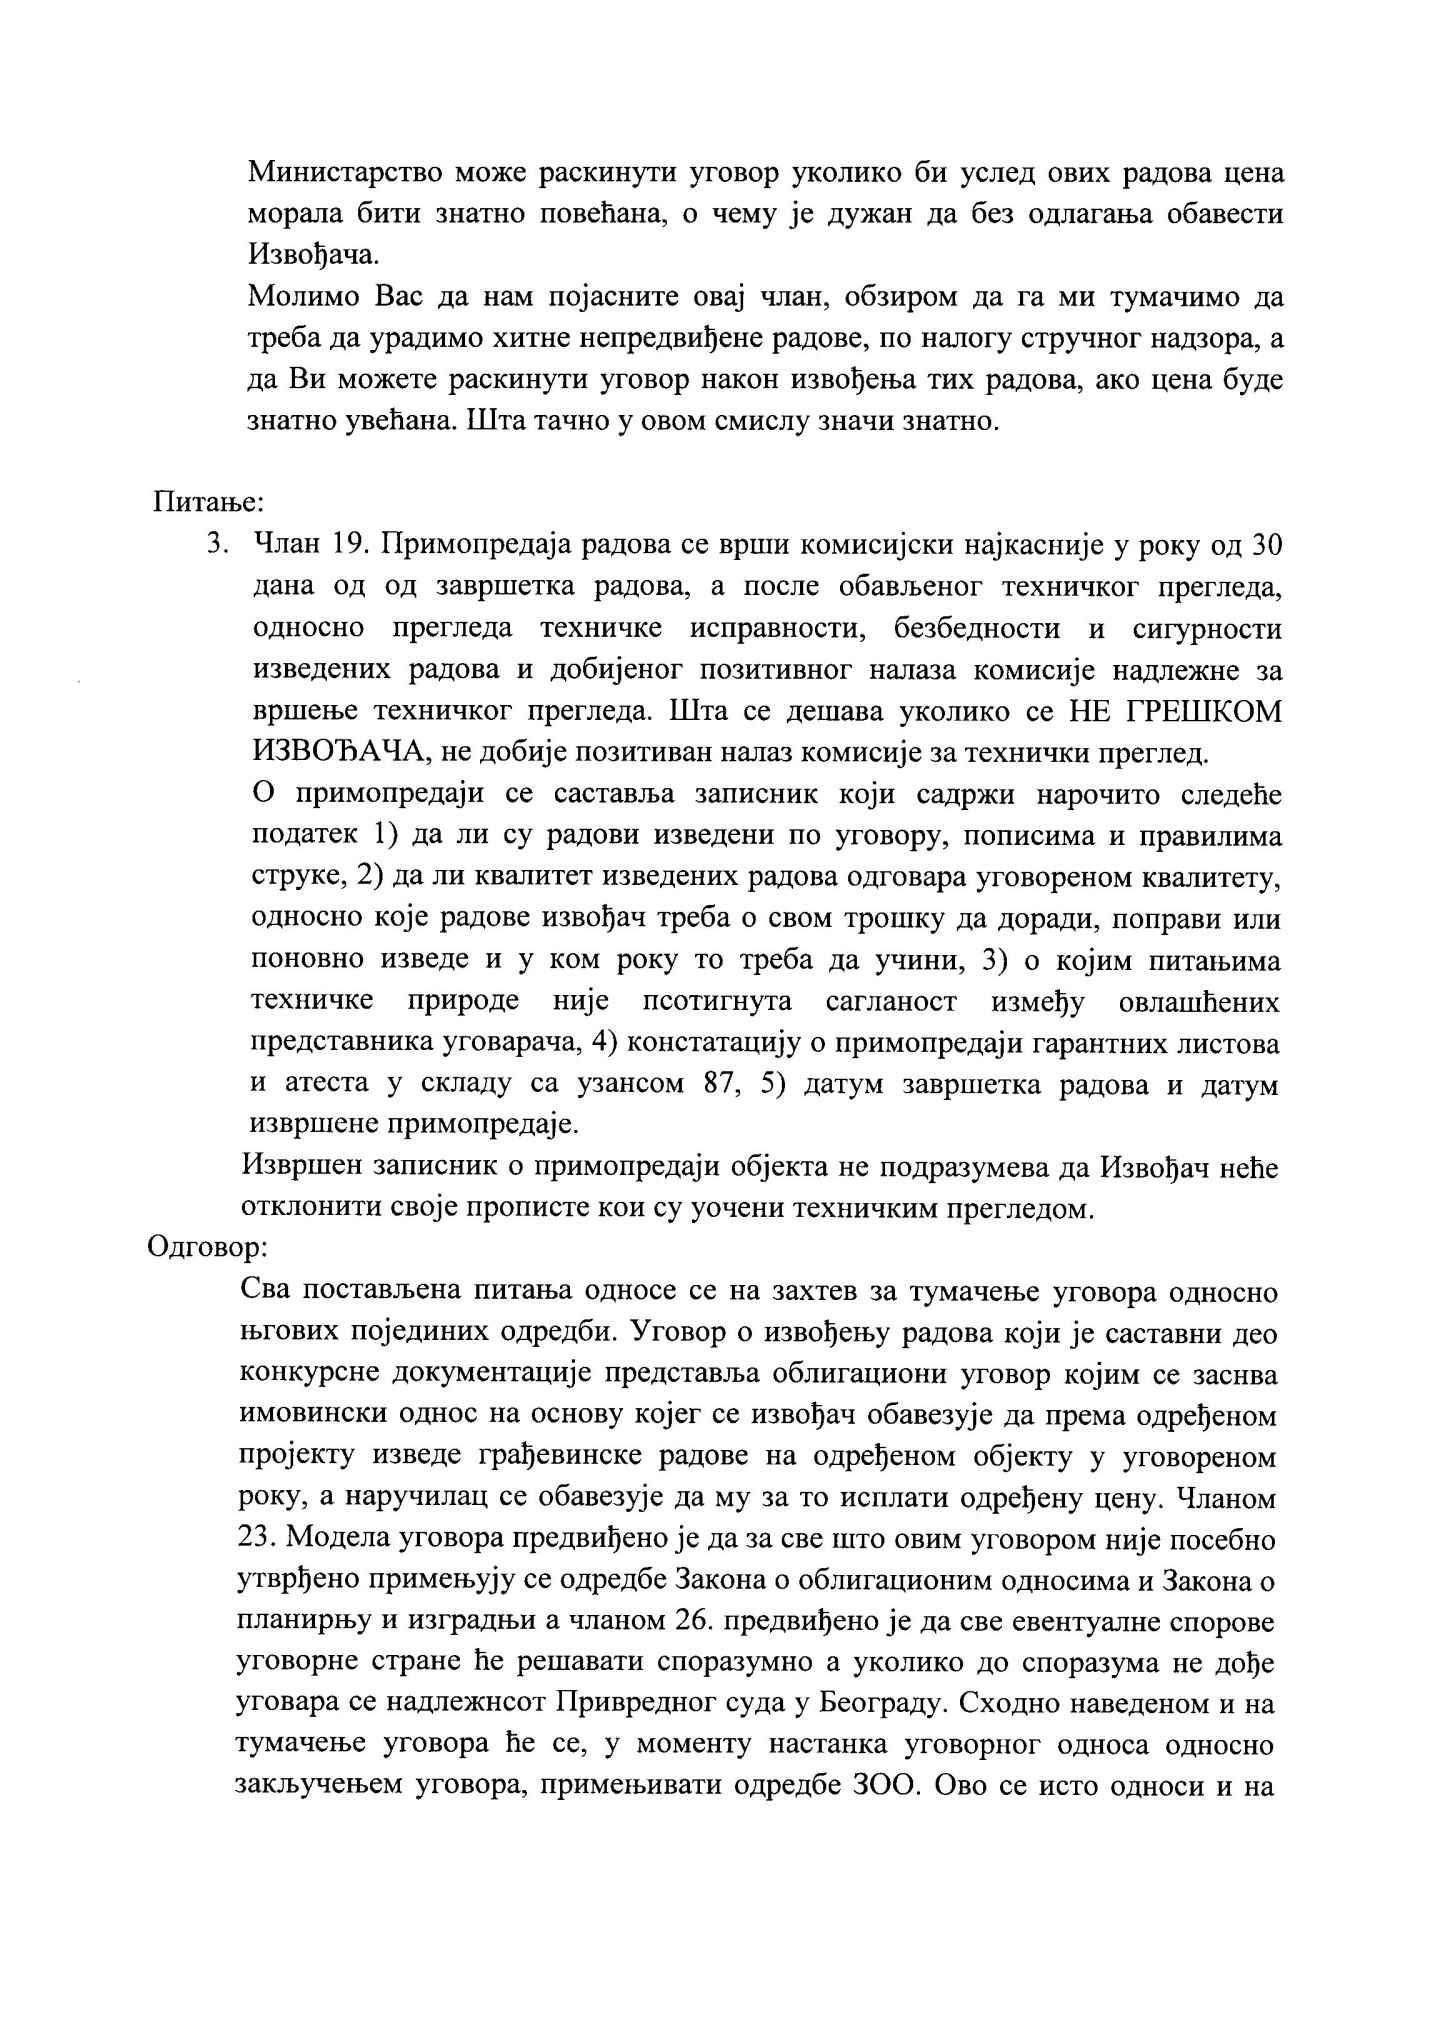 Министарство може раскинути уговор уколико би услед ових радова цена
морала бити знатно повећана, о чему је дужан да без одлагања обавести
Извођача.
Молимо Вас да нам појасните овај члан, обзиром да га ми тумачимо да
треба да урадимо хитне непредвиђене радове, по налогу стручног надзора, а
да Ви можете раскинути уговор након извођења тих радова, ако цена буде
знатно увећана. Шта тачно у овом смислу значи знатно.
Питање:
3. Члан 19. Примопредаја радова се врши комисијски најкасније у року од 30
дана од од завршетка радова, а после обављеног техничког прегледа,
односно прегледа техничке исправности, безбедности и сигурности
изведених радова и добијеног позитивног налаза комисије надлежне за
вршење техничког прегледа. Шта се дешава уколико се НЕ ГРЕШКОМ
ИЗВОЂАЧА, не добије позитиван налаз комисије за технички преглед.
О примопредаји се саставља записник који садржи нарочито следеће
податек 1) да ли су радови изведени по уговору, пописима и правилима
струке, 2) да ли квалитет изведених радова одговара уговореном квалитету,
односно које радове извођач треба о свом трошку да доради, поправи или
поновно изведе и у ком року то треба да учини, 3) о којим питањима
техничке природе није псотигнута сагланост између овлашћених
представника уговарача, 4) констатацију о примопредаји гарантних листова
и атеста у складу са узансом 87, 5) датум завршетка радова и датум
извршене примопредаје.
Извршен записник о примопредаји објекта не подразумева да Извођач неће
отклонити своје прописте кои су уочени техничким прегледом.
Одговор:
Сва постављена питања односе се на захтев за тумачење уговора односно
њгових појединих одредби. Уговор о извођењу радова који је саставни део
конкурсне документације представља облигациони уговор којим се заснва
имовински однос на основу којег се извођач обавезује да према одређеном
пројекту изведе грађевинске радове на одређеном објекту у уговореном
року, а наручилац се обавезује да му за то исплати одређену цену. Чланом
23. Модела уговора предвиђено је да за све што овим уговором није посебно
утврђено примењују се одредбе Закона о облигационим односима и Закона о
планирњу и изградњи а чланом 26. предвиђено је да све евентуалне спорове
уговорне стране ће решавати споразумно а уколико до споразума не дође
уговара се надлежнсот Привредног суда у Београду. Сходно наведеном и на
тумачење уговора ће се, у моменту настанка уговорног односа односно
закључењем уговора, примењивати одредбе ЗОО. Ово се исто односи и на